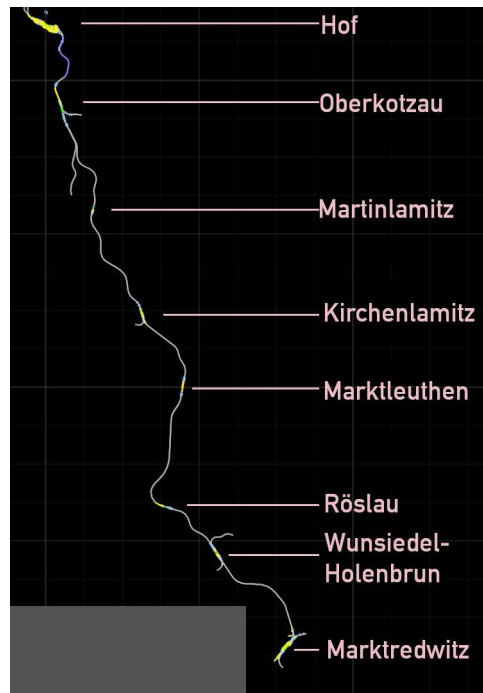 Hof
Oberkotzau
Martinlamitz
Kirchenlamitz
Marktleuthen
Röslau
Wunsiedel-
Holenbrun
Marktredwitz